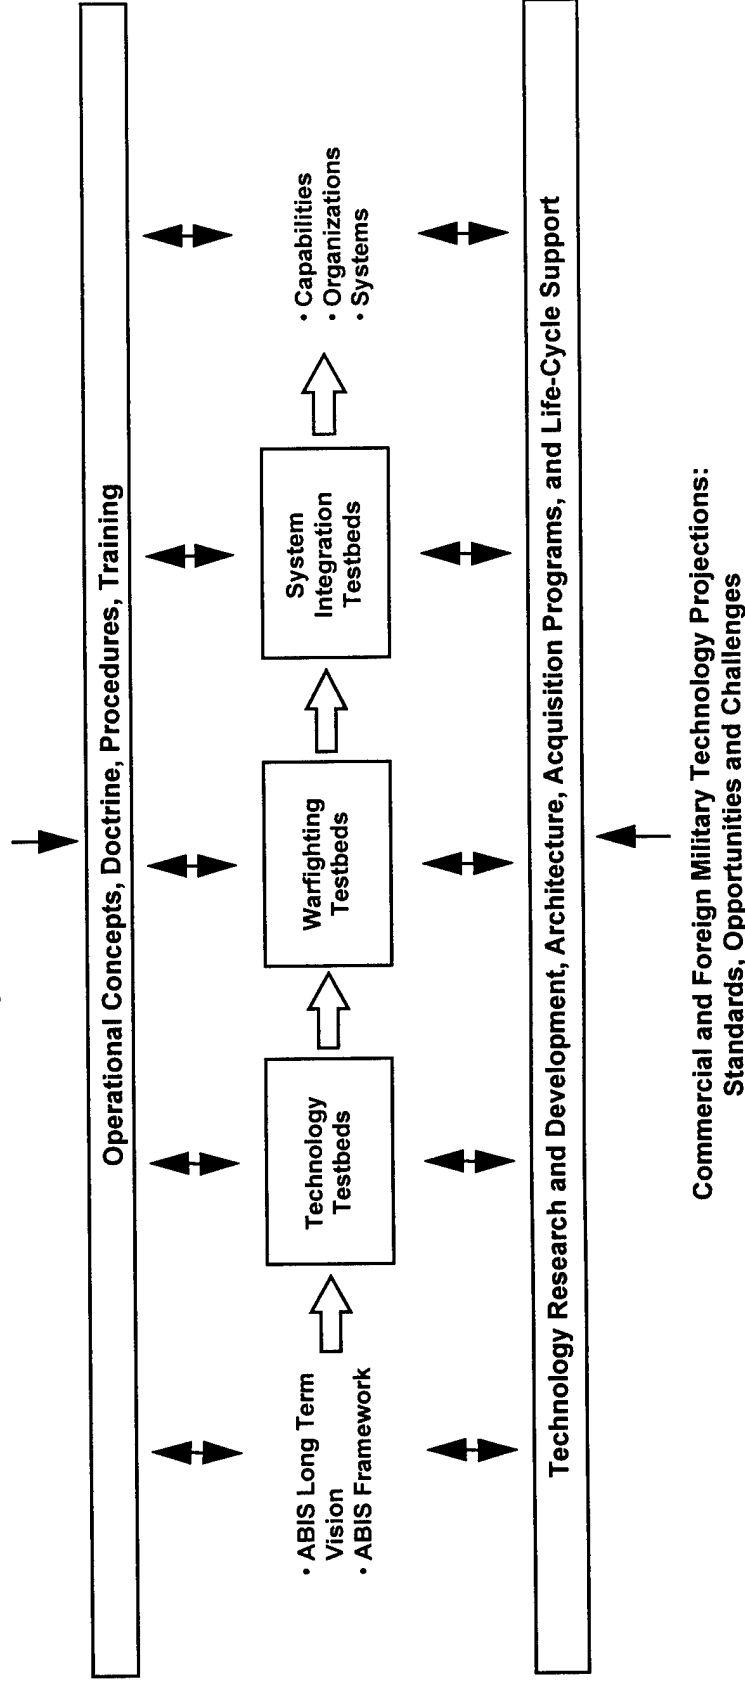 Operational Concepts, Doctrine, Procedures, Training
• ABIS Long Term
Vision
• ABIS Framework
Technology
Testbeds
Warfighting
Testbeds
System
Integration
Testbeds
• Capabilities
• Organizations
• Systems
Technology Research and Development, Architecture, Acquisition Programs, and Life-Cycle Support
Commercial and Foreign Military Technology Projections:
Standards, Opportunities and Challenges